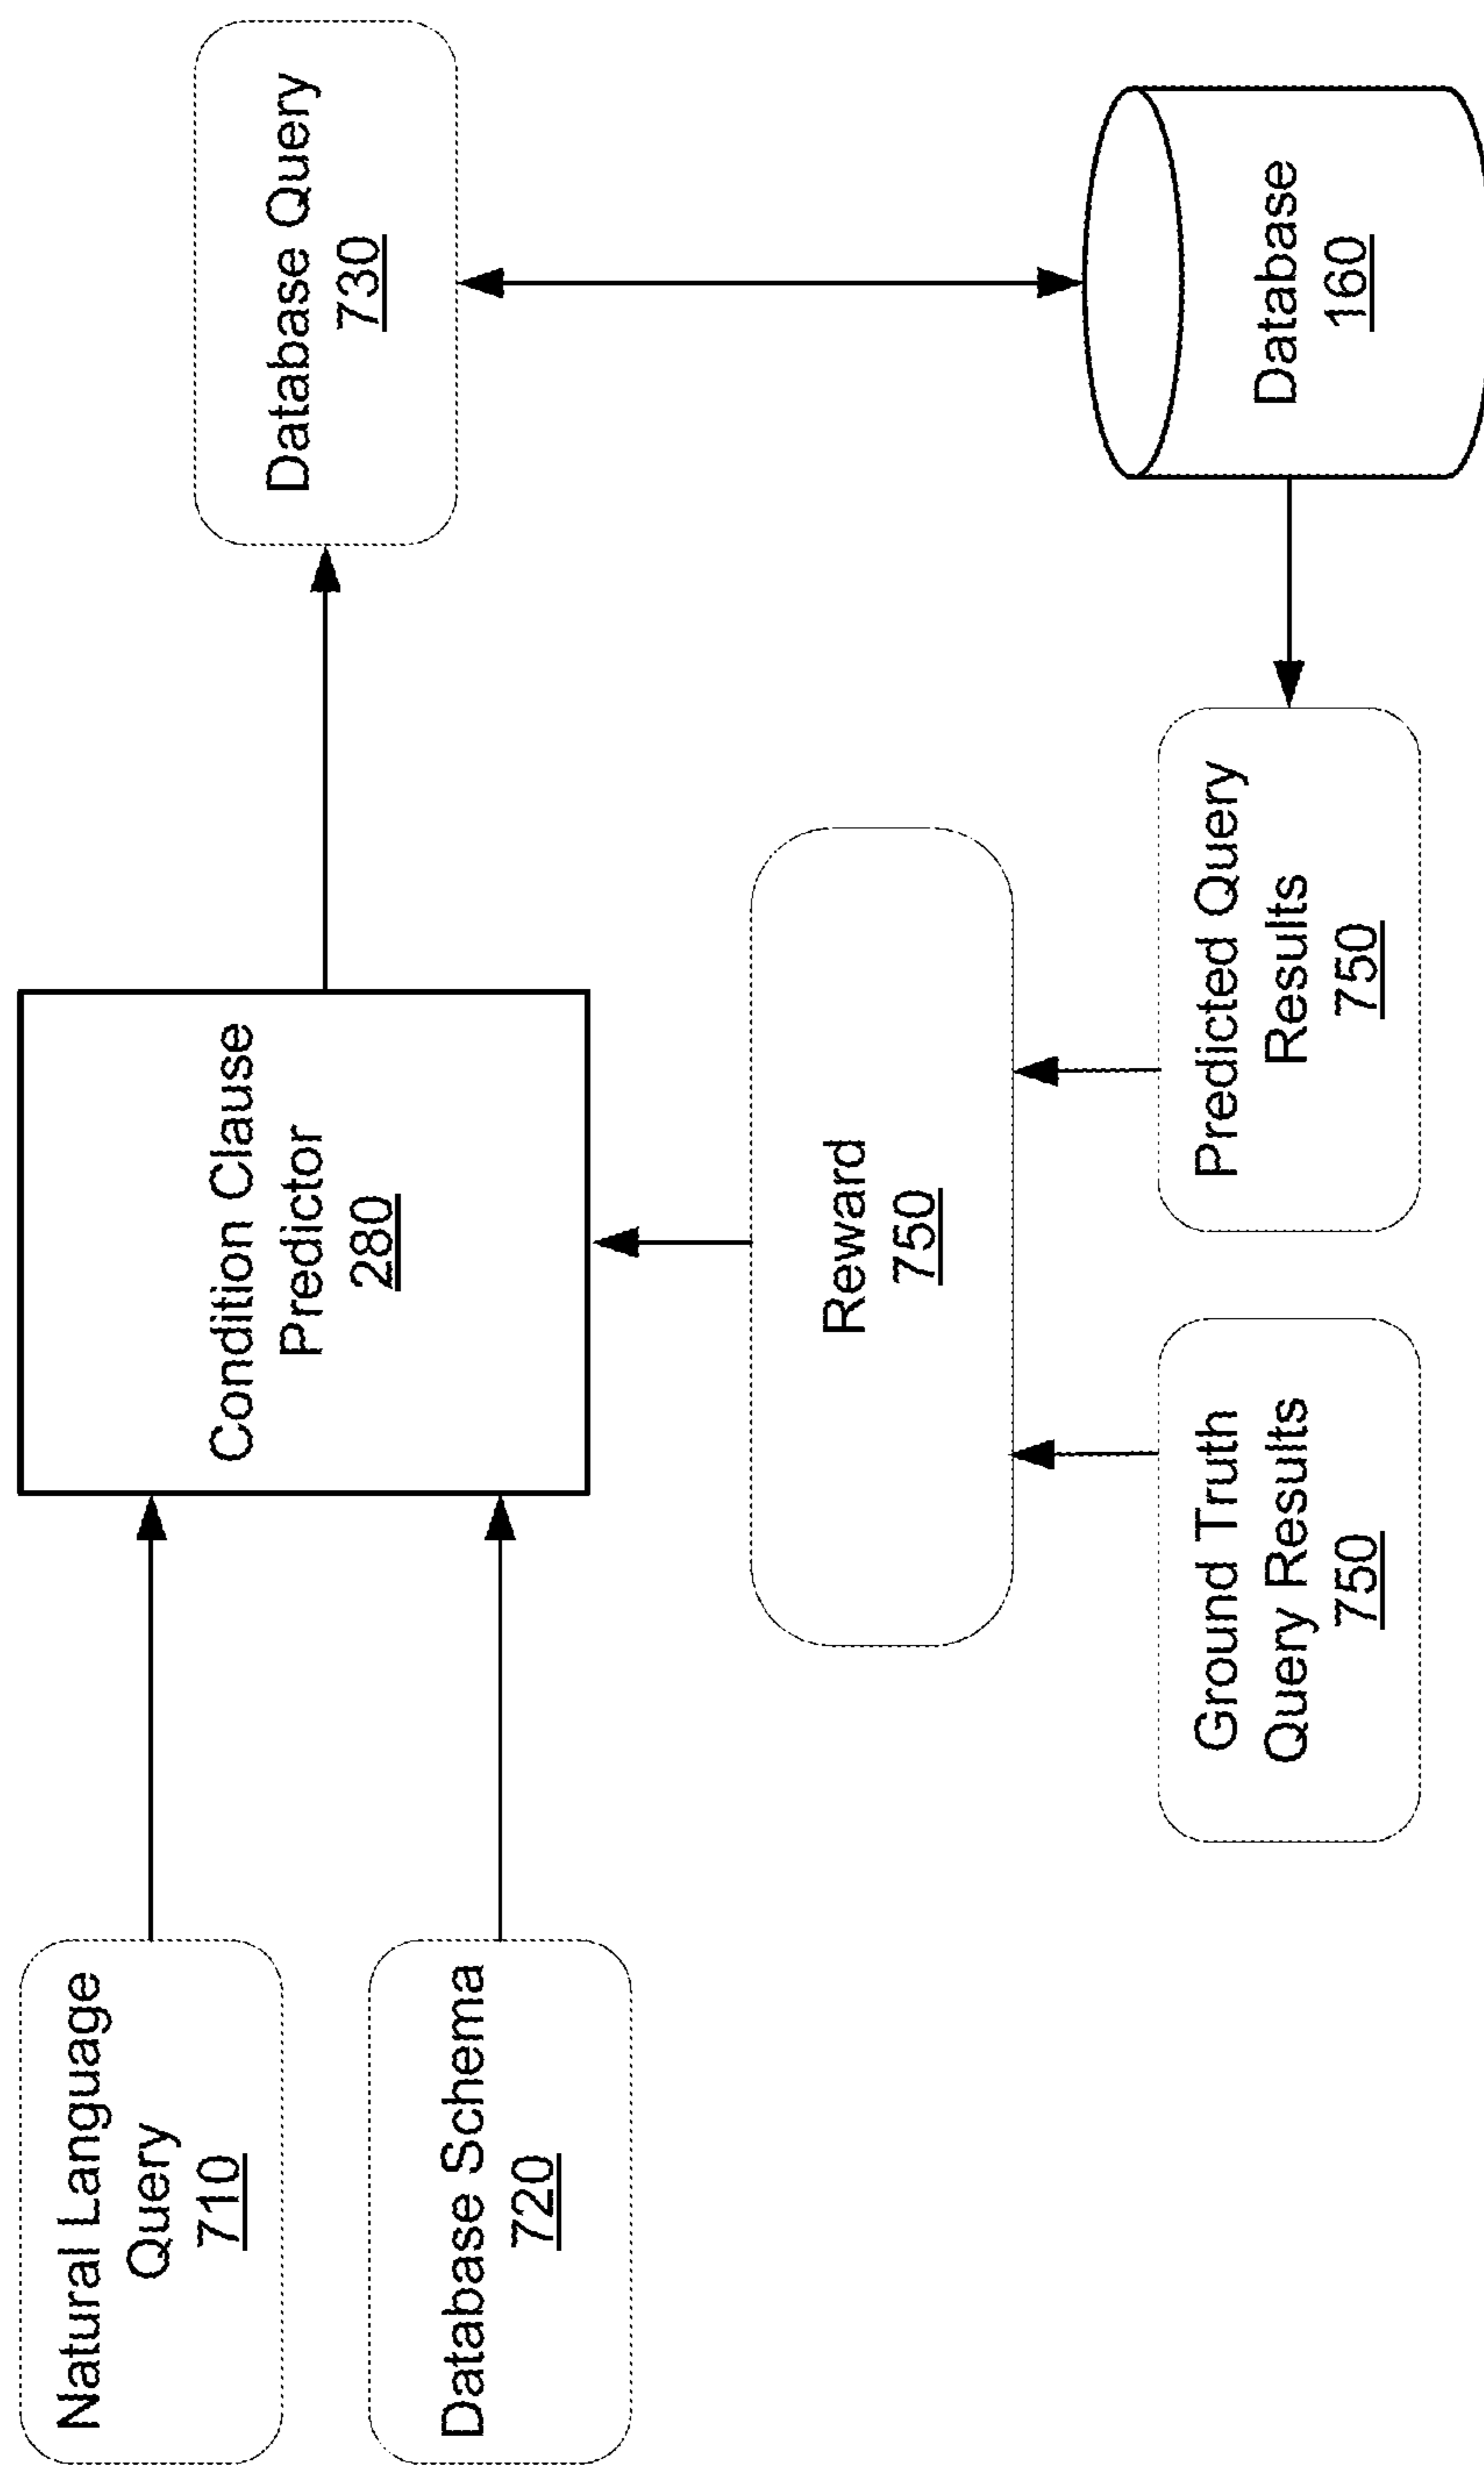 Natural Language
Query
710
Database Schema
720
Condition Clause
Predictor
280
Database Query
730
Reward
750
Ground Truth
Query Results
750
Predicted Query
Results
750
Database
160